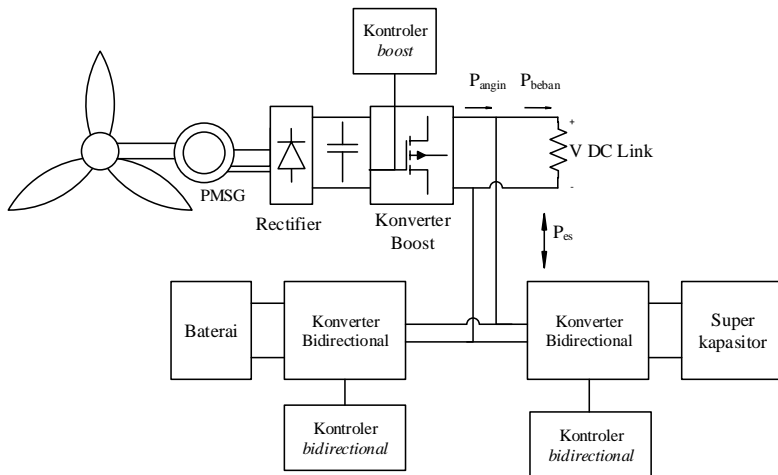 Kontroler
boost
P angin
P beban
+
V DC Link
-
PMSG
Rectifier
Konverter
Boost
P es
Baterai
Konverter
Bidirectional
Konverter
Bidirectional
Super
kapasitor
Kontroler
bidirectional
Kontroler
bidirectional